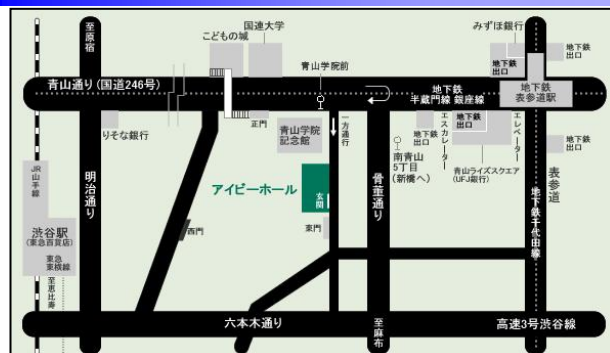 至原宿
こどもの城
国連大学
みずほ銀行
地下鉄
出口
地下鉄
出口
青山学院前
青山通り (国道246号)
地下鉄
半蔵門線 銀座線
地下鉄
表参道駅
りそな銀行
正門
青山学院
記念館
一方通行
地下鉄
出口
エスカレーター
地下鉄
出口
エレベーター
地下鉄
出口
南青山
5丁目
(新橋へ)
青山ライズスクエア
(UFJ銀行)
JR
山手線
明治通り
アイビーホール
玄関
骨董通り
地下鉄千代田線
表参道
渋谷駅
(東急百貨店)
東急
東横線
西門
東門
至恵比寿
六本木通り
至麻布
高速3号渋谷線